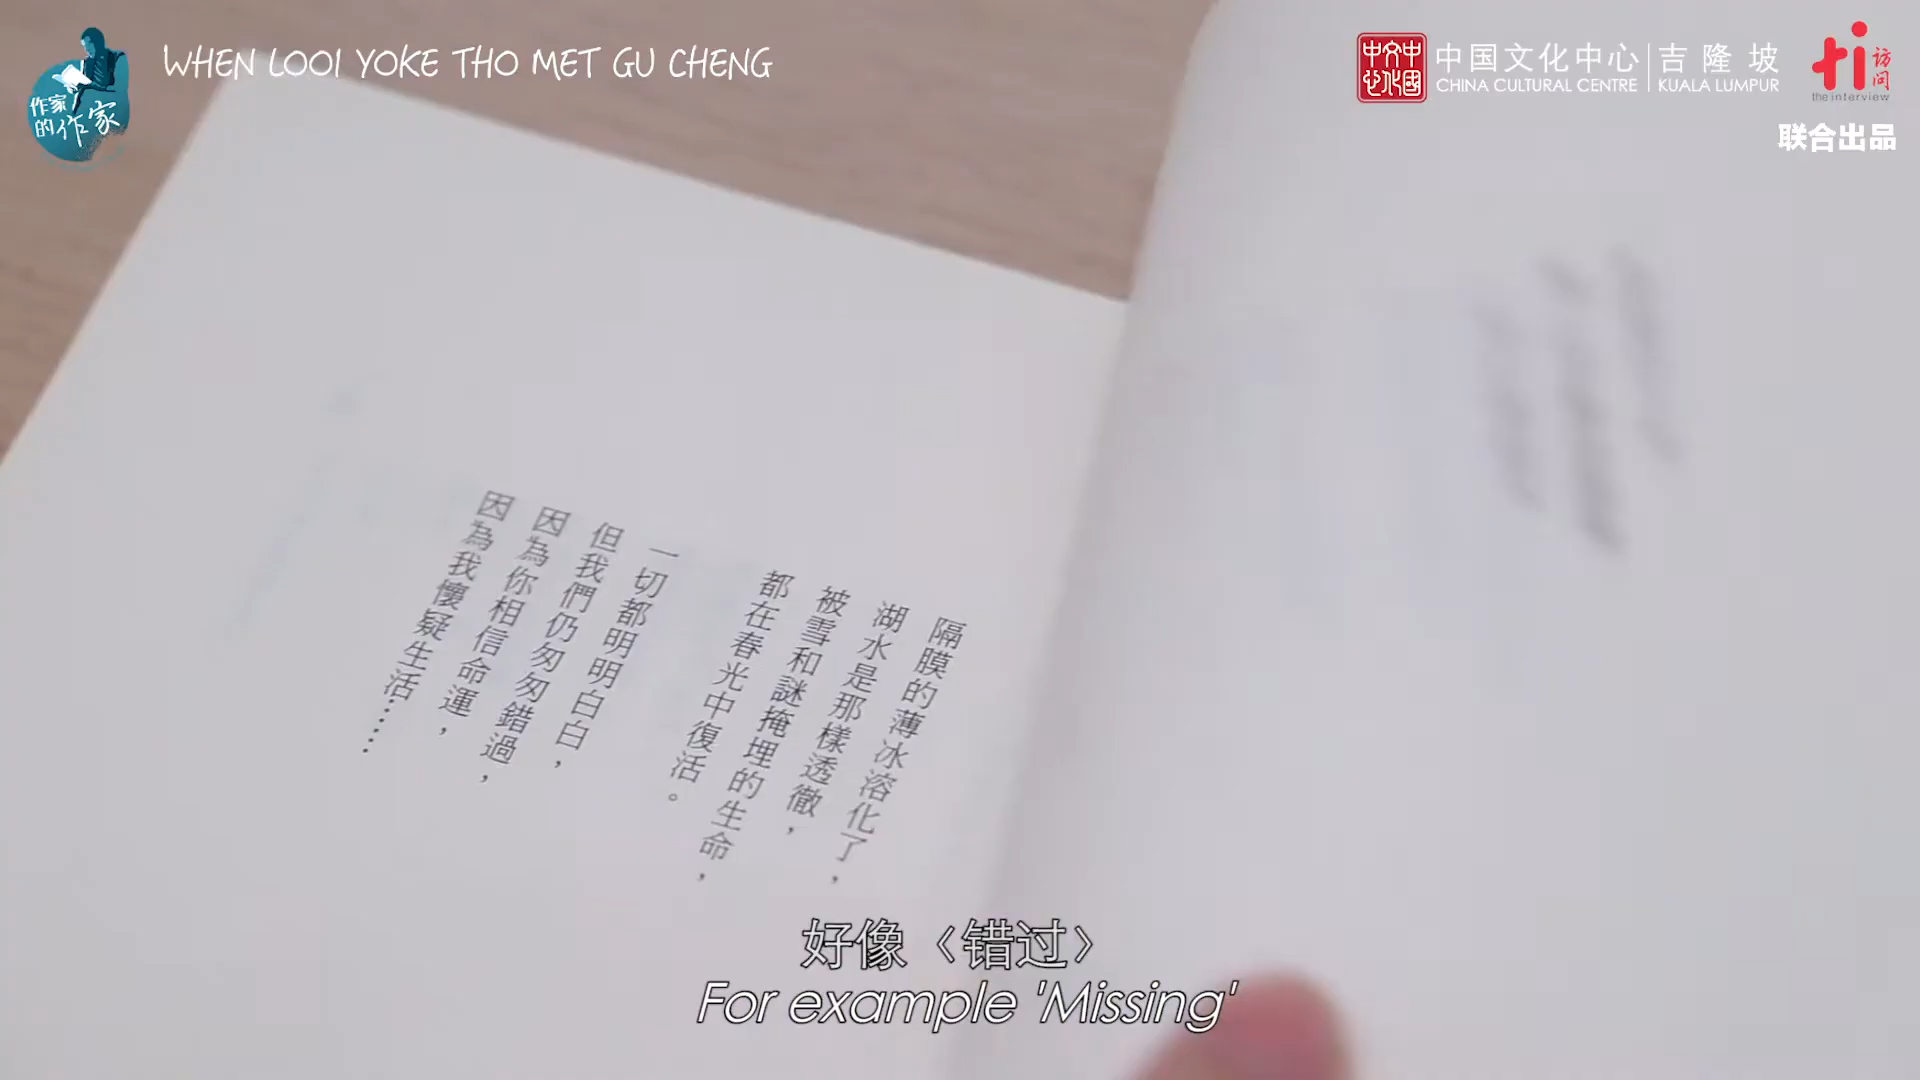 WHEN LOOI YOKE THO MET GU CHENG
作家
的作家
中国文化中心
CHINA CULTURAL CENTRE
吉隆坡
KUALA LUMPUR
ti
访问
the interview
联合出品
隔膜的薄冰溶化了，
湖水是那樣透徹，
被雪和謎掩埋的生命，
都在春光中復活。
一切都明明白白，
但我們仍匆匆錯過，
因為你相信命運，
因為我懷疑生活……
好像〈错过〉
For example 'Missing'